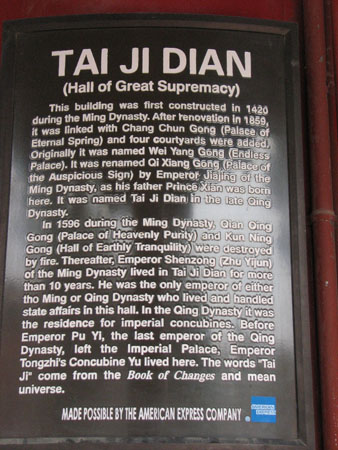 TAI JI DIAN
(Hall of Great Supremacy)
This building was first constructed in 1420
during the Ming Dynasty. After renovation in 1859,
it was linked with Chang Chun Gong (Palace of
Eternal Spring) and four courtyards were added.
Originally it was named Wei Yang Gong (Endless
Palace). It was renamed Qi Xiang Gong (Palace of
the Auspicious Sign) by Emperor Jiajing of the
Ming Dynasty, as his father Prince Xian was born
here. It was named Tai Ji Dian in the late Qing
Dynasty.
In 1596 during the Ming Dynasty, Qian Qing
Gong (Palace of Heavenly Purity) and Kun Ning
Gong (Hall of Earthly Tranquility) were destroyed
by fire. Thereafter, Emperor Shenzong (Zhu Yijun)
of the Ming Dynasty lived in Tai Ji Dian for more
than 10 years. He was the only emperor of either
the Ming or Qing Dynasty who lived and handled
state affairs in this hall. In the Qing Dynasty it was
the residence for imperial concubines. Before
Emperor Pu Yi, the last emperor of the Qing
Dynasty, left the Imperial Palace, Emperor
Tongzhi's Concubine Yu lived here. The words "Tai
Ji" come from the Book of Changes and mean
universe.
MADE POSSIBLE BY THE AMERICAN EXPRESS COMPANY
AMERICAN EXPRESS